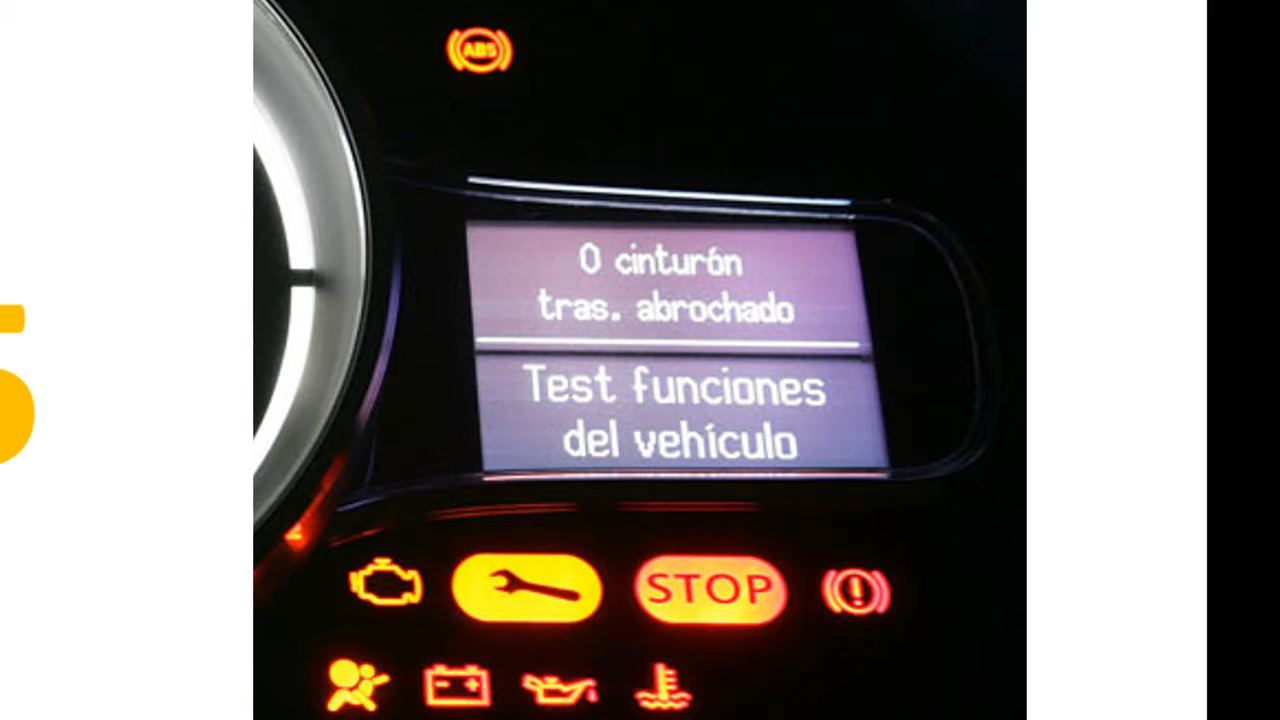 ABS
0 cinturón
tras. abrochado
Test funciones
del vehículo
STOP